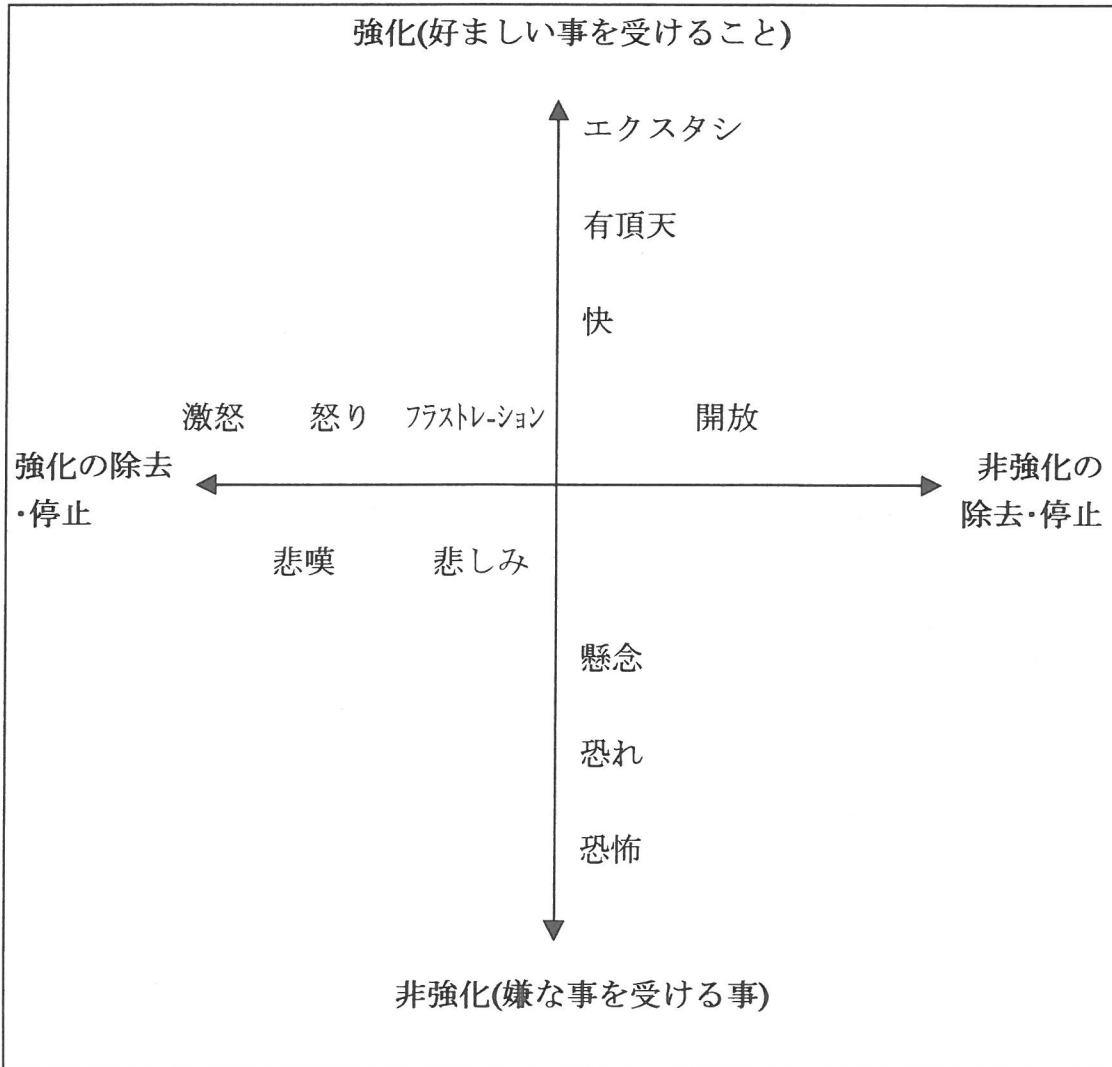 強化(好ましい事を受けること)
エクスタシ
有頂天
快
激怒 怒り フラストレーション 開放
強化の除去
・停止
非強化の
除去・停止
悲嘆 悲しみ
懸念
恐れ
恐怖
非強化(嫌な事を受ける事)